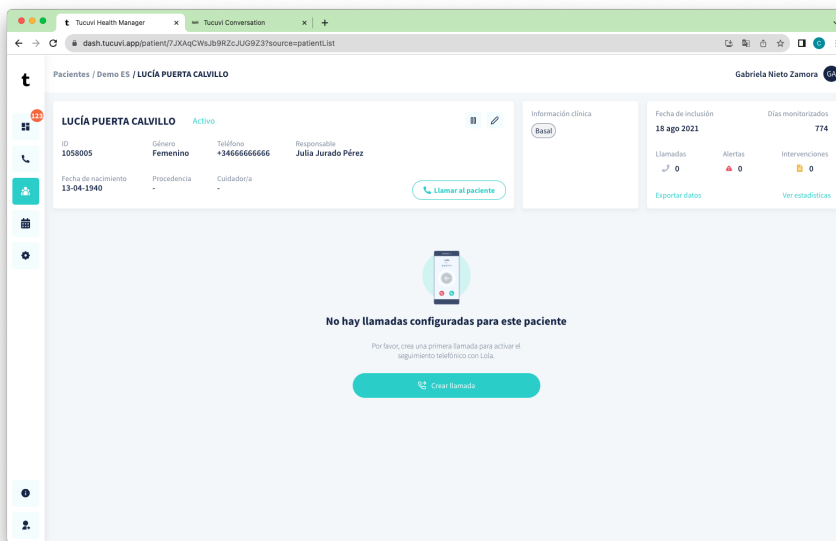 t Tucuvi Health Manager
Tucuvi Conversation
dash.tucuvi.app/patient/7JXAqCWsJb9RZcJUG9Z3?source=patientList
C
t
Pacientes / Demo ES / LUCÍA PUERTA CALVILLO
Gabriela Nieto Zamora
GA
123
LUCÍA PUERTA CALVILLO
Activo
ID
Género
Teléfono
Responsable
1058005
Femenino
+34666666666
Julia Jurado Pérez
Fecha de nacimiento
Procedencia
Cuidador/a
13-04-1940
-
-
Llamar al paciente
Información clínica
Basal
Fecha de inclusión
Días monitorizados
18 ago 2021
774
Llamadas
Alertas
Intervenciones
0
0
0
Exportar datos
Ver estadísticas
No hay llamadas configuradas para este paciente
Por favor, crea una primera llamada para activar el
seguimiento telefónico con Lola.
Crear llamada